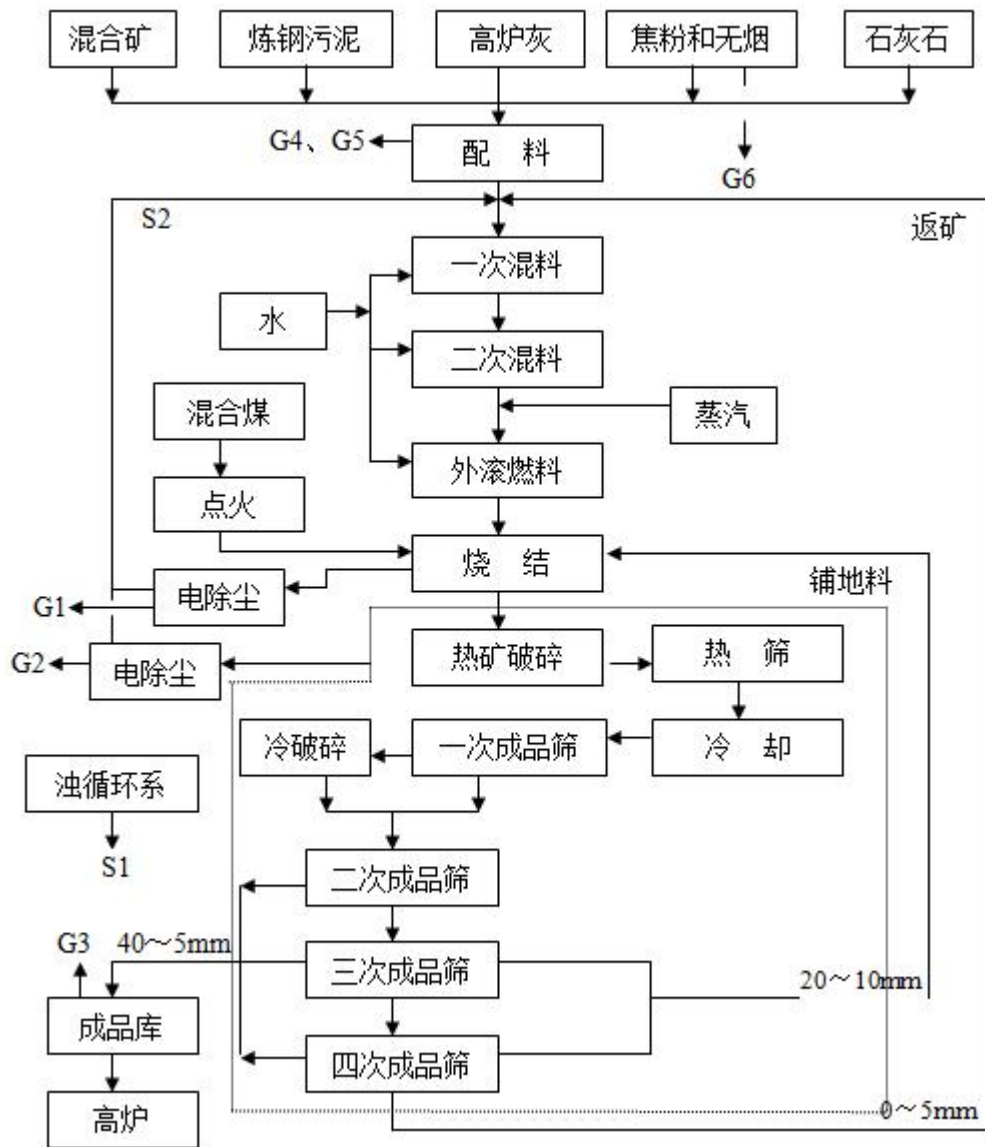 混合矿
炼钢污泥
高炉灰
焦粉和无烟
石灰石
G4、G5
配 料
G6
S2
返矿
一次混料
水
二次混料
混合煤
蒸汽
外滚燃料
点火
烧 结
铺地料
电除尘
G1
热矿破碎
热 筛
G2
电除尘
冷破碎
一次成品筛
冷 却
浊循环系
S1
二次成品筛
G3
40～5mm
三次成品筛
20～10mm
成品库
四次成品筛
高炉
0～5mm